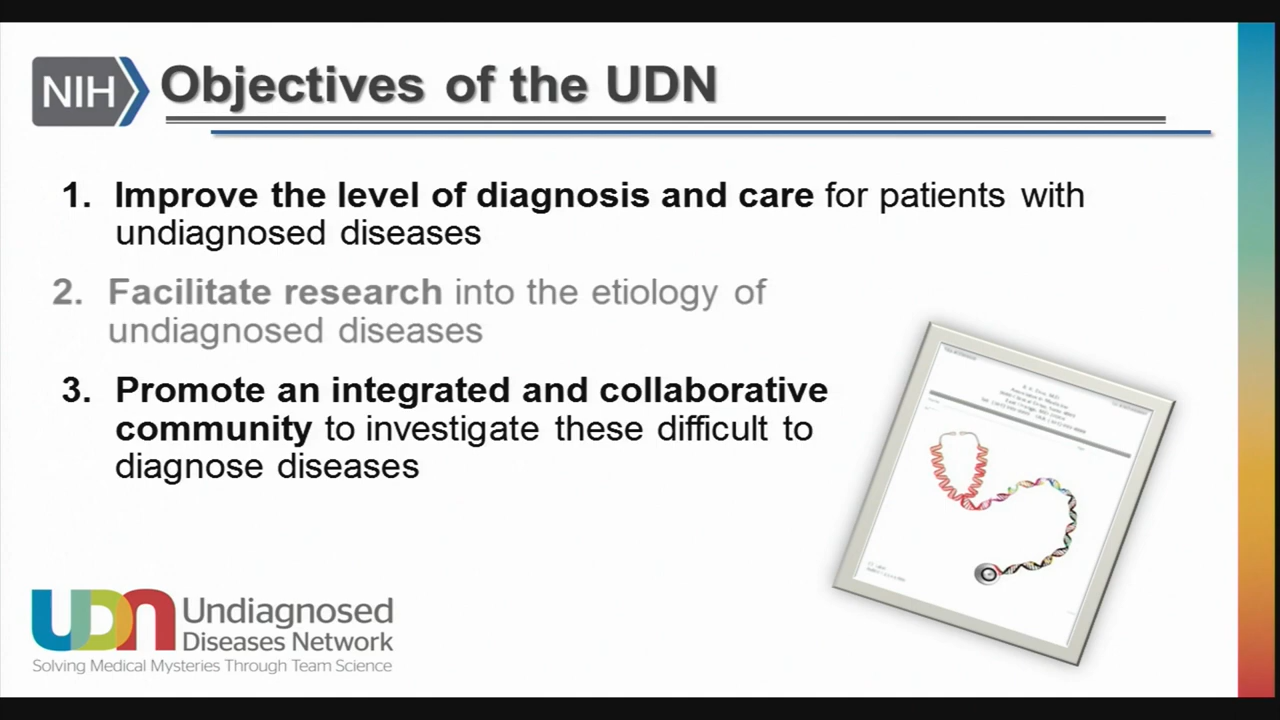 NIH
Objectives of the UDN
1. Improve the level of diagnosis and care for patients with
undiagnosed diseases
2. Facilitate research into the etiology of
undiagnosed diseases
3. Promote an integrated and collaborative
community to investigate these difficult to
diagnose diseases
UDN Undiagnosed
Diseases Network
Solving Medical Mysteries Through Team Science